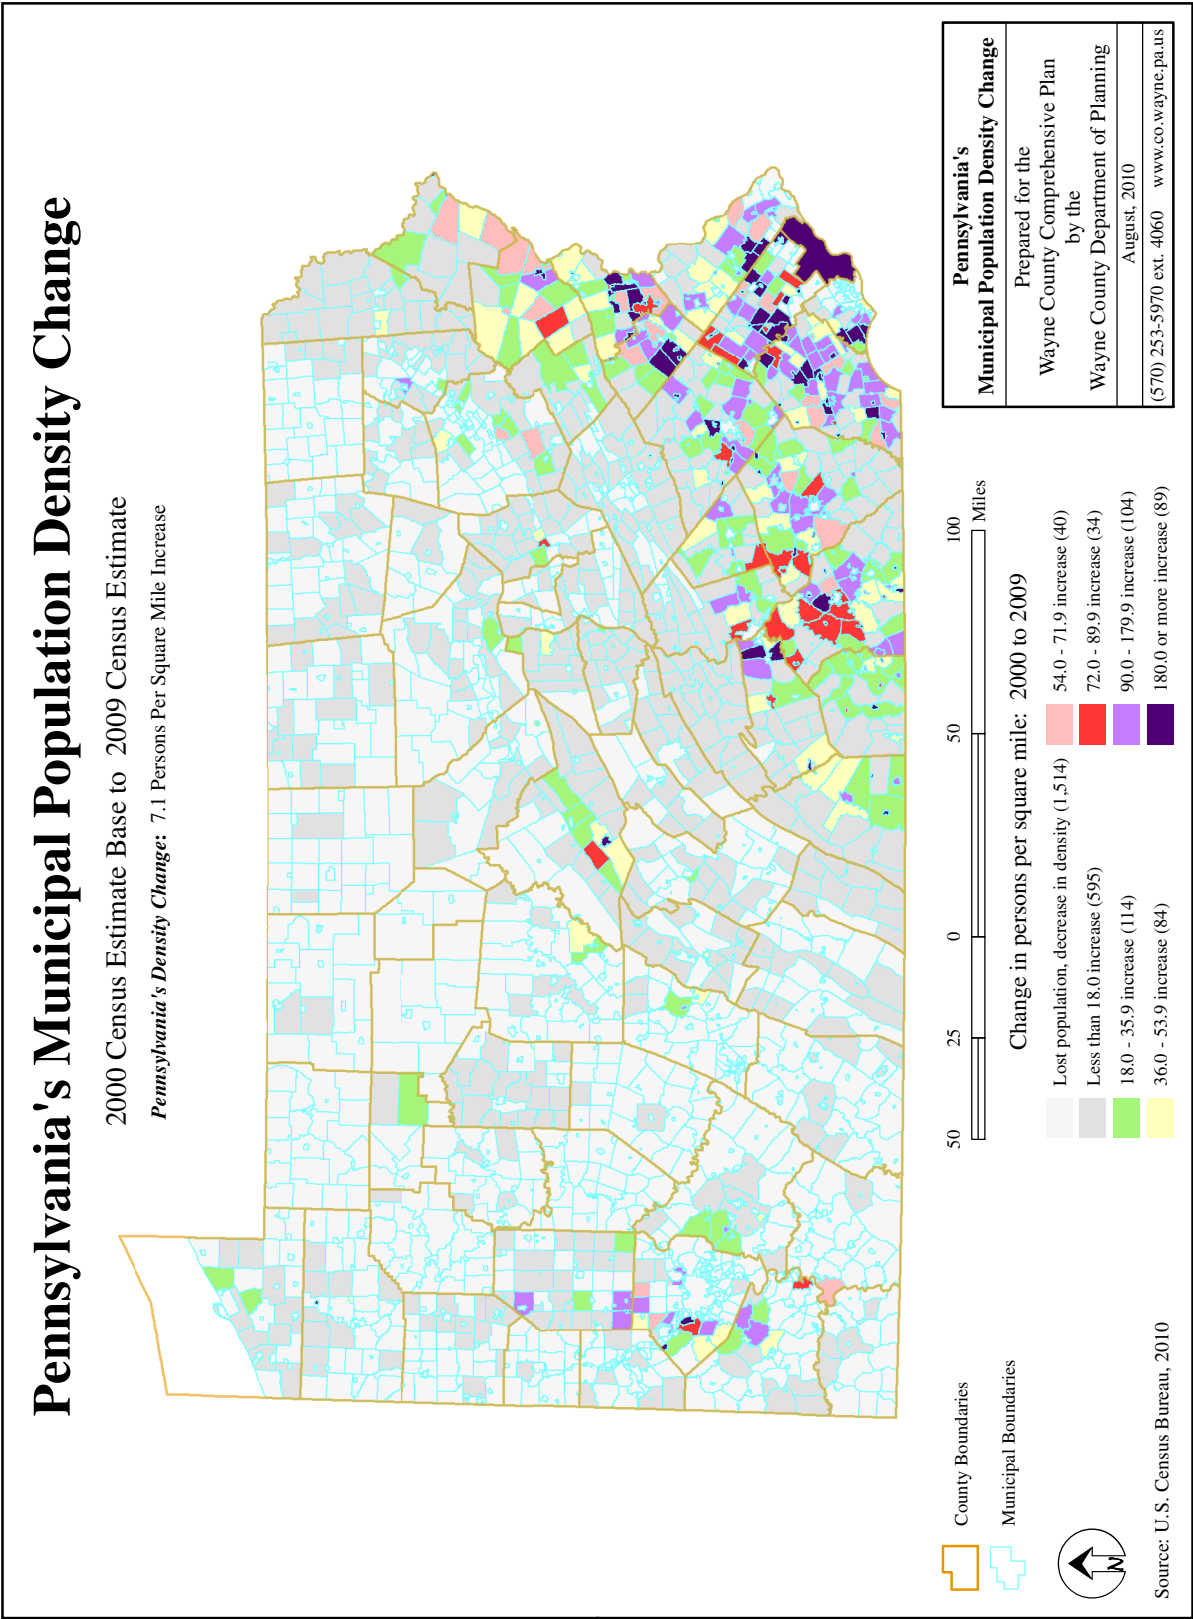 Pennsylvania's Municipal Population Density Change
2000 Census Estimate Base to 2009 Census Estimate
Pennsylvania's Density Change: 7.1 Persons Per Square Mile Increase
County Boundaries
Municipal Boundaries
N
Source: U.S. Census Bureau, 2010
50 25 0 50 100
Miles
Change in persons per square mile: 2000 to 2009
Lost population, decrease in density (1,514)
Less than 18.0 increase (595)
18.0 - 35.9 increase (114)
36.0 - 53.9 increase (84)
54.0 - 71.9 increase (40)
72.0 - 89.9 increase (34)
90.0 - 179.9 increase (104)
180.0 or more increase (89)
Pennsylvania's
Municipal Population Density Change
Prepared for the
Wayne County Comprehensive Plan
by the
Wayne County Department of Planning
August, 2010
(570) 253-5970 ext. 4060 www.co.wayne.pa.us